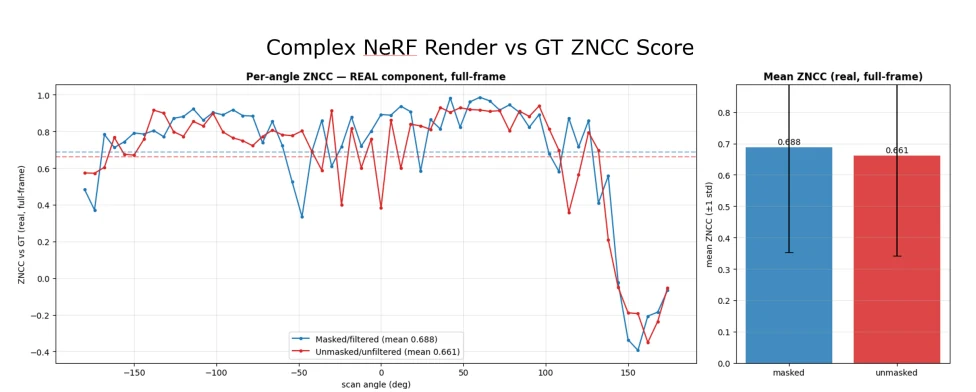 Complex NeRF Render vs GT ZNCC Score
Per-angle ZNCC — REAL component, full-frame
ZNCC vs GT (real, full-frame)
1.0
0.8
0.6
0.4
0.2
0.0
−0.2
−0.4
Masked/filtered (mean 0.688)
Unmasked/unfiltered (mean 0.661)
−150
−100
−50
0
50
100
150
scan angle (deg)
Mean ZNCC (real, full-frame)
mean ZNCC (±1 std)
0.8
0.7
0.6
0.5
0.4
0.3
0.2
0.1
0.0
0.688
0.661
masked
unmasked